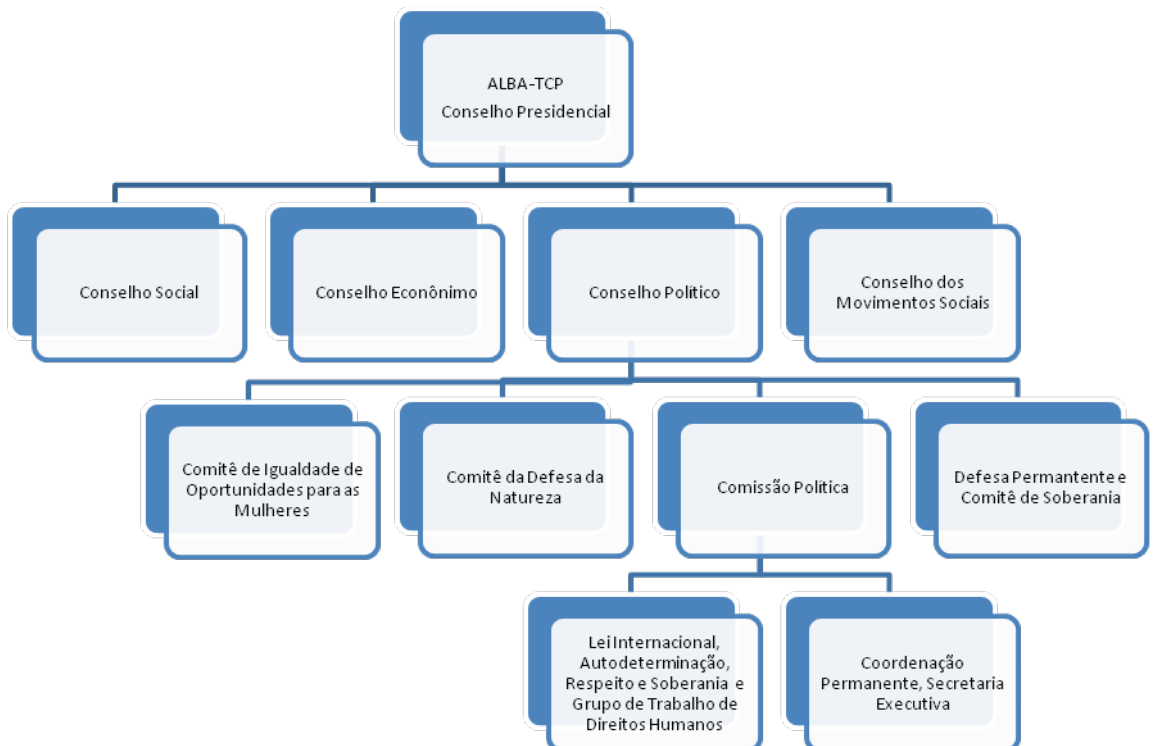 ALBA-TCP
Conselho Presidencial
Conselho Social
Conselho Econônimo
Conselho Político
Conselho dos
Movimentos Sociais
Comitê de Igualdade de
Oportunidades para as
Mulheres
Comitê da Defesa da
Natureza
Comissão Política
Defesa Permantente e
Comitê de Soberania
Lei Internacional,
Autodeterminação,
Respeito e Soberania e
Grupo de Trabalho de
Direitos Humanos
Coordenação
Permanente, Secretaria
Executiva